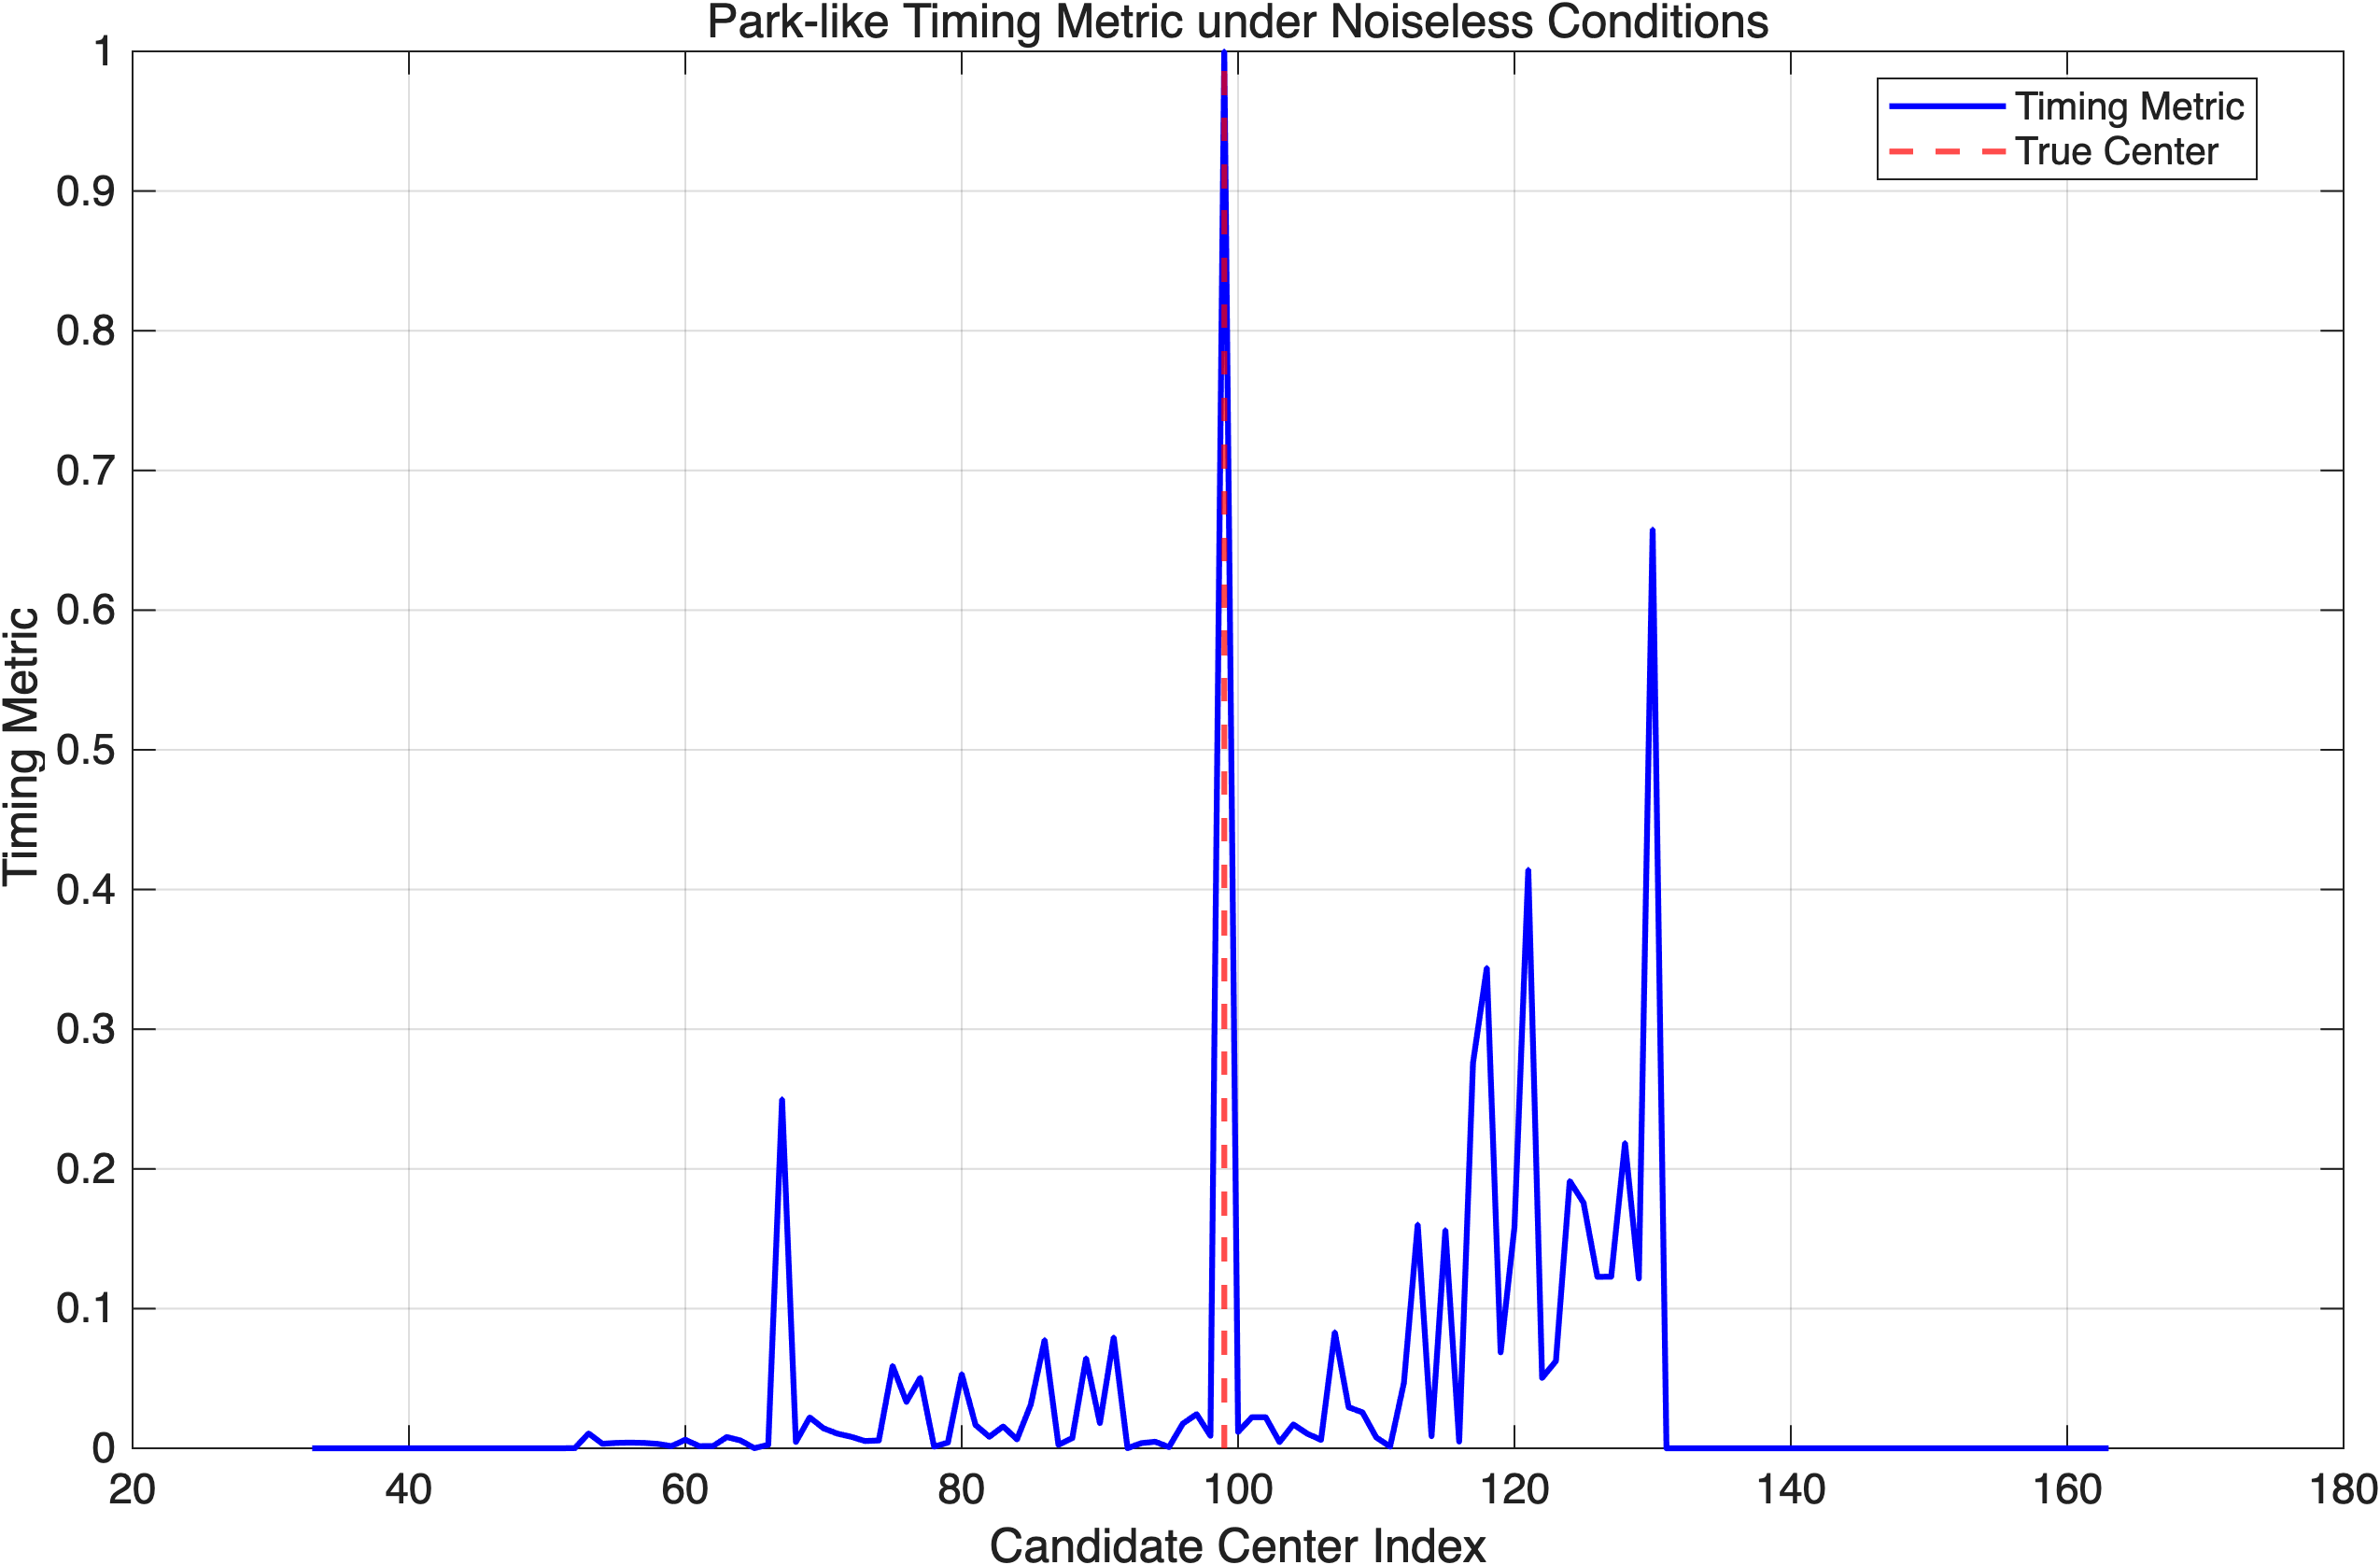 Park-like Timing Metric under Noiseless Conditions
Timing Metric
True Center
1
0.9
0.8
0.7
0.6
0.5
0.4
0.3
0.2
0.1
0
Timing Metric
20 40 60 80 100 120 140 160 180
Candidate Center Index